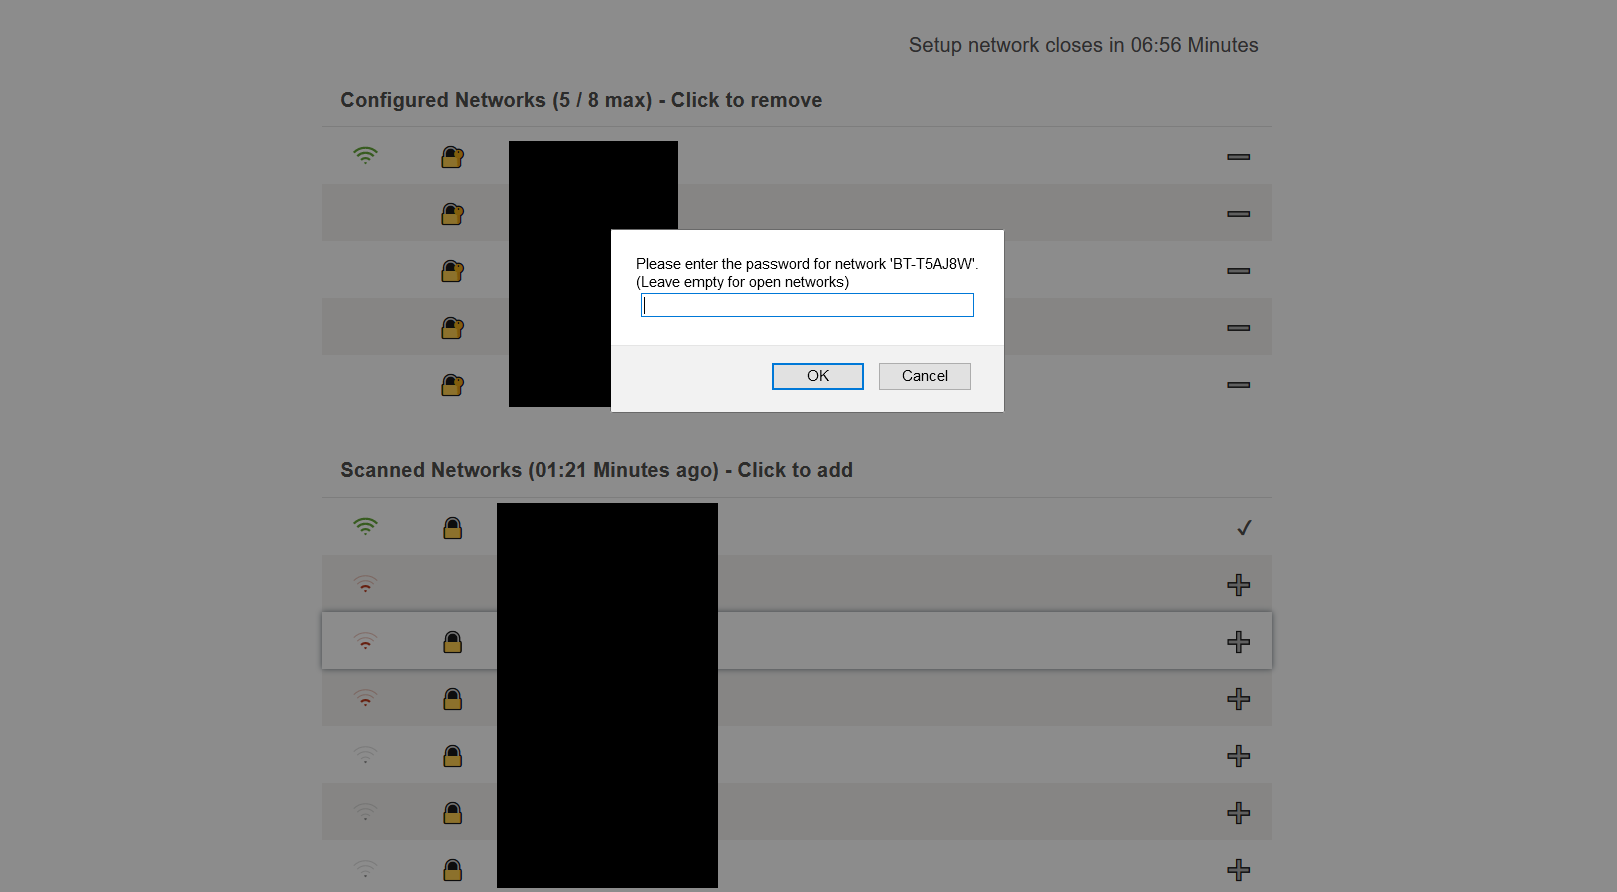 Setup network closes in 06:56 Minutes
Configured Networks (5 / 8 max) - Click to remove
Please enter the password for network 'BT-T5AJ8W'.
(Leave empty for open networks)
OK
Cancel
Scanned Networks (01:21 Minutes ago) - Click to add